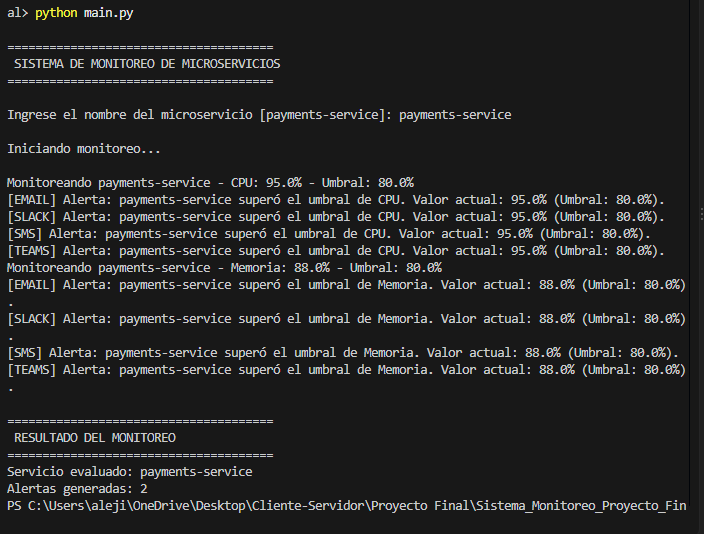 al> python main.py
======================================
SISTEMA DE MONITOREO DE MICROSERVICIOS
======================================
Ingrese el nombre del microservicio [payments-service]: payments-service
Iniciando monitoreo...
Monitoreando payments-service - CPU: 95.0% - Umbral: 80.0%
[EMAIL] Alerta: payments-service superó el umbral de CPU. Valor actual: 95.0% (Umbral: 80.0%).
[SLACK] Alerta: payments-service superó el umbral de CPU. Valor actual: 95.0% (Umbral: 80.0%).
[SMS] Alerta: payments-service superó el umbral de CPU. Valor actual: 95.0% (Umbral: 80.0%).
[TEAMS] Alerta: payments-service superó el umbral de CPU. Valor actual: 95.0% (Umbral: 80.0%).
Monitoreando payments-service - Memoria: 88.0% - Umbral: 80.0%
[EMAIL] Alerta: payments-service superó el umbral de Memoria. Valor actual: 88.0% (Umbral: 80.0%)
.
[SLACK] Alerta: payments-service superó el umbral de Memoria. Valor actual: 88.0% (Umbral: 80.0%)
.
[SMS] Alerta: payments-service superó el umbral de Memoria. Valor actual: 88.0% (Umbral: 80.0%).
[TEAMS] Alerta: payments-service superó el umbral de Memoria. Valor actual: 88.0% (Umbral: 80.0%)
.
======================================
RESULTADO DEL MONITOREO
======================================
Servicio evaluado: payments-service
Alertas generadas: 2
PS C:\Users\aleji\OneDrive\Desktop\Cliente-Servidor\Proyecto Final\Sistema_Monitoreo_Proyecto_Fin